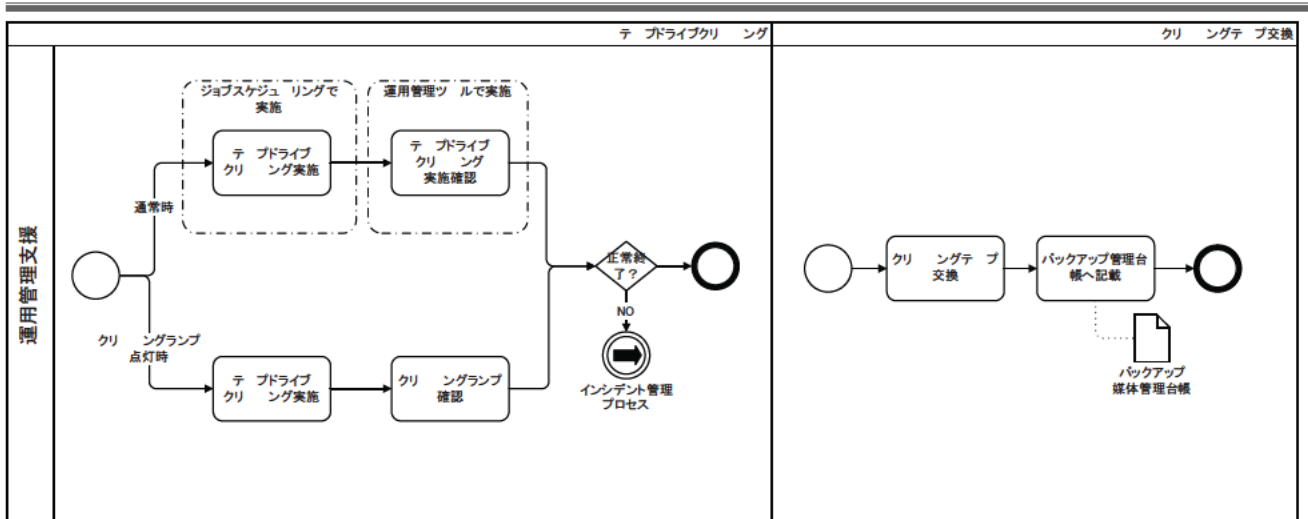 テ プドライブクリ ング
クリ ングテ プ交換
運用管理支援
ジョブスケジュ リングで
実施
運用管理ツ ルで実施
テ プドライブ
クリ ング実施
テ プドライブ
クリ ング
実施確認
通常時
正常終
了？
NO
インシデント管理
プロセス
クリ ングランプ
点灯時
テ プドライブ
クリ ング実施
クリ ングランプ
確認
クリ ングテ プ
交換
バックアップ管理台
帳へ記載
バックアップ
媒体管理台帳